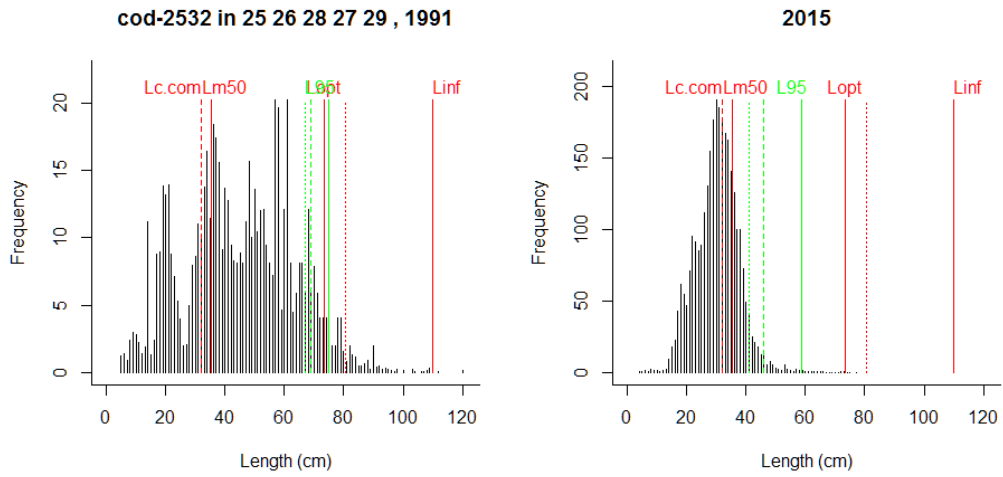 cod-2532 in 25 26 28 27 29 , 1991
Lc.com Lm50 L95 Lopt Linf
Frequency
0 5 10 15 20
0 20 40 60 80 100 120
Length (cm)
2015
Lc.com Lm50 L95 Lopt Linf
Frequency
0 50 100 150 200
0 20 40 60 80 100 120
Length (cm)